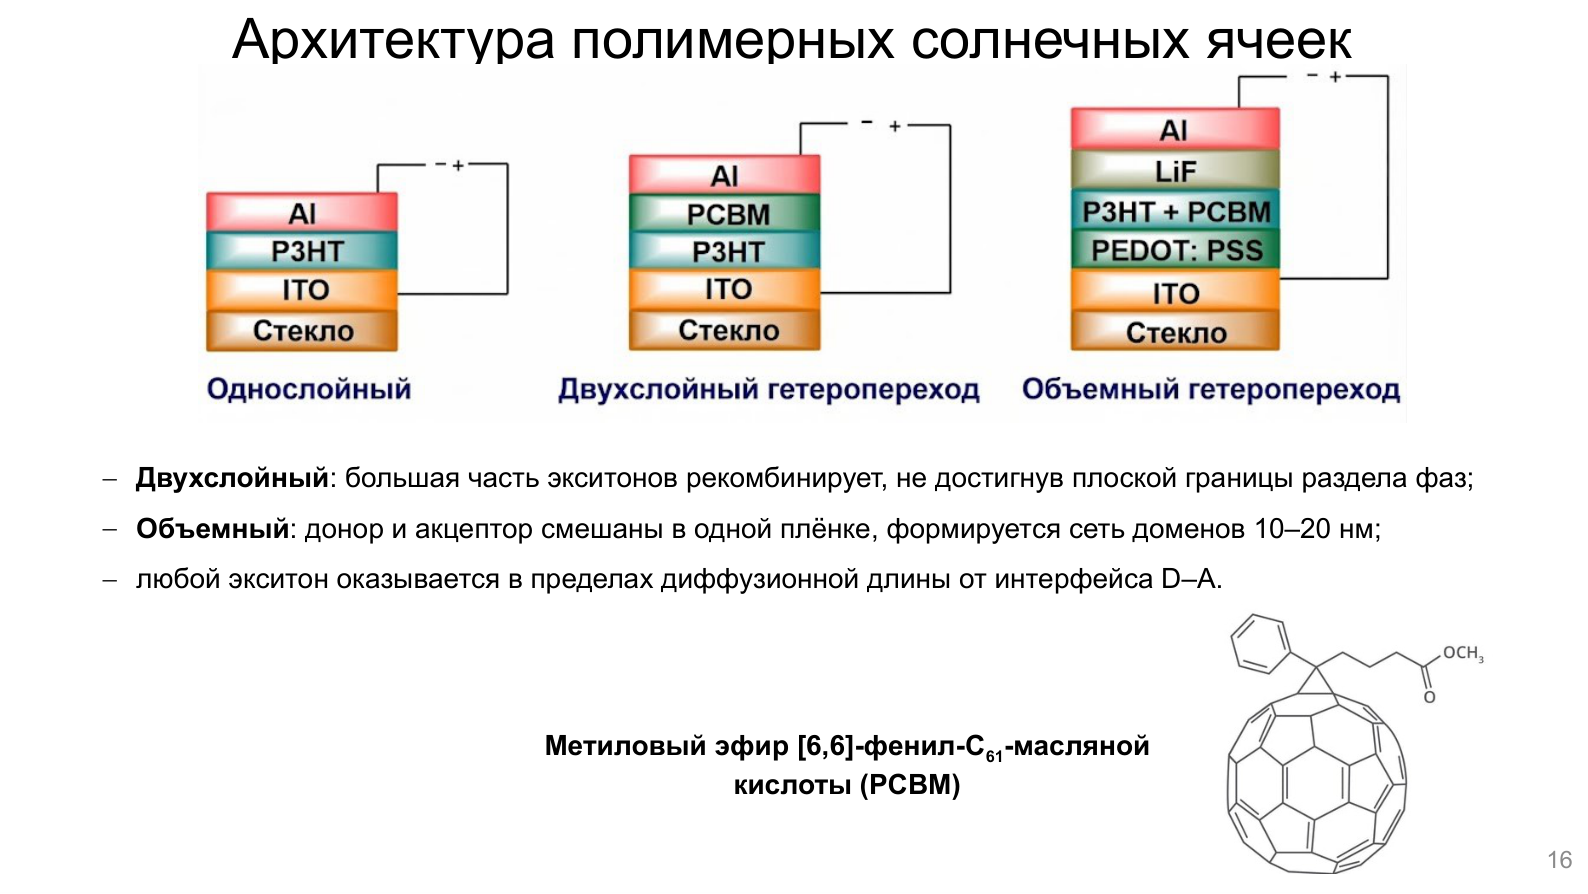 Архитектура полимерных солнечных ячеек
− +
Al
P3HT
ITO
Стекло
Однослойный
− +
Al
PCBM
P3HT
ITO
Стекло
Двухслойный гетеропереход
− +
Al
LiF
P3HT + PCBM
PEDOT: PSS
ITO
Стекло
Объемный гетеропереход
– Двухслойный: большая часть экситонов рекомбинирует, не достигнув плоской границы раздела фаз;
– Объемный: донор и акцептор смешаны в одной плёнке, формируется сеть доменов 10–20 нм;
– любой экситон оказывается в пределах диффузионной длины от интерфейса D–A.
OCH3
O
Метиловый эфир [6,6]-фенил-C61-масляной
кислоты (PCBM)
16